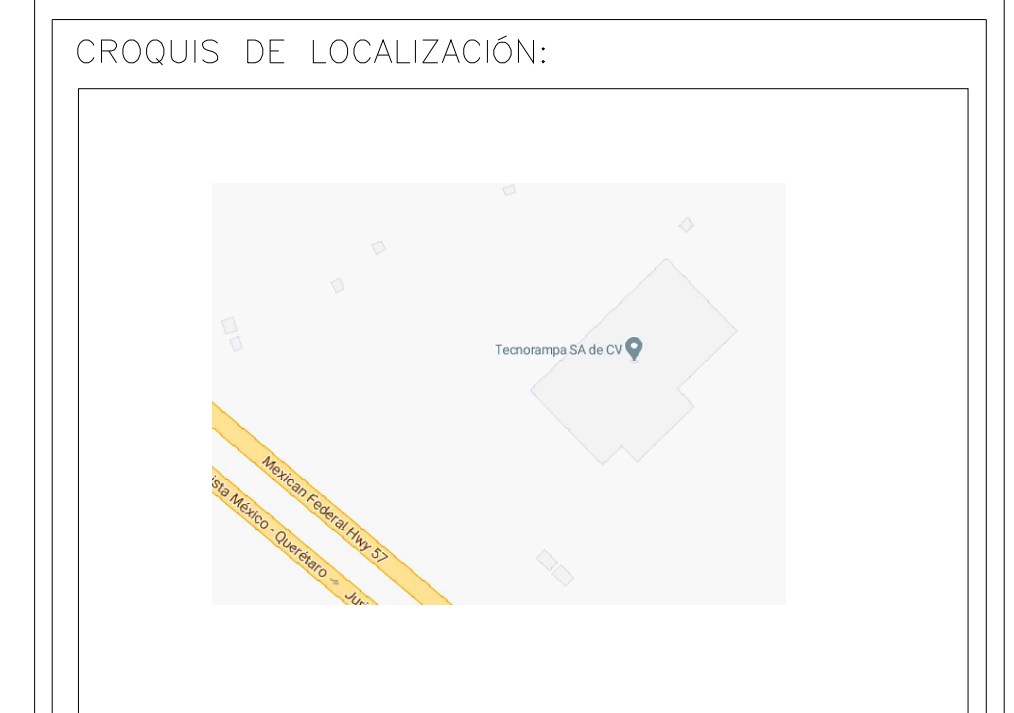 CROQUIS DE LOCALIZACIÓN:
Tecnorampa SA de CV
Mexican Federal Hwy 57
ista México - Querétaro